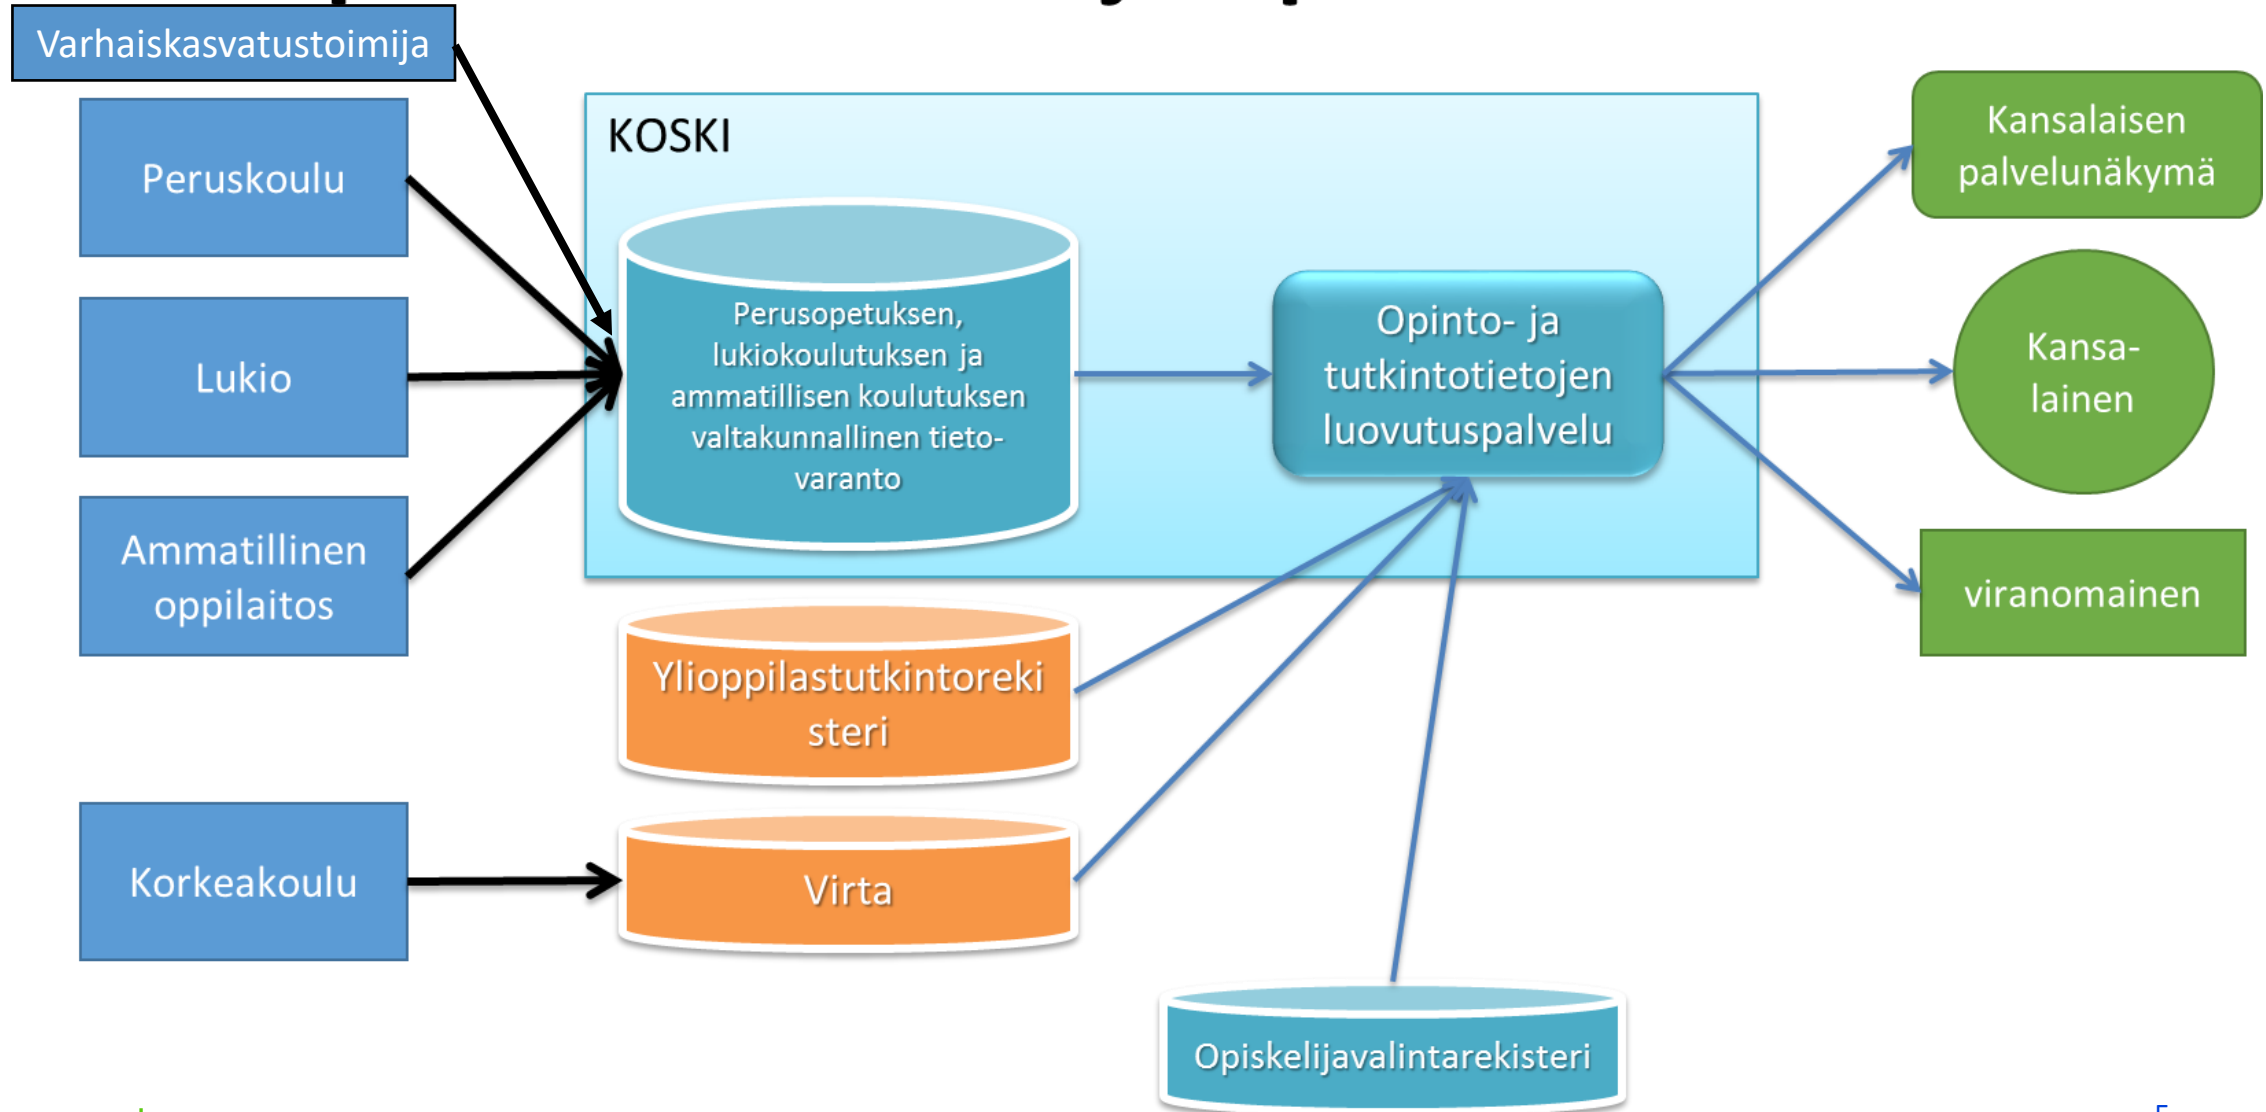 Varhaiskasvatustoimija
Peruskoulu
Lukio
Ammatillinen
oppilaitos
Korkeakoulu
KOSKI
Perusopetuksen,
lukiokoulutuksen ja
ammatillisen koulutuksen
valtakunnallinen tieto-
varanto
Opinto- ja
tutkintotietojen
luovutuspalvelu
Ylioppilastutkintoreki
steri
Virta
Opiskelijavalintarekisteri
Kansalaisen
palvelunäkymä
Kansa-
lainen
viranomainen